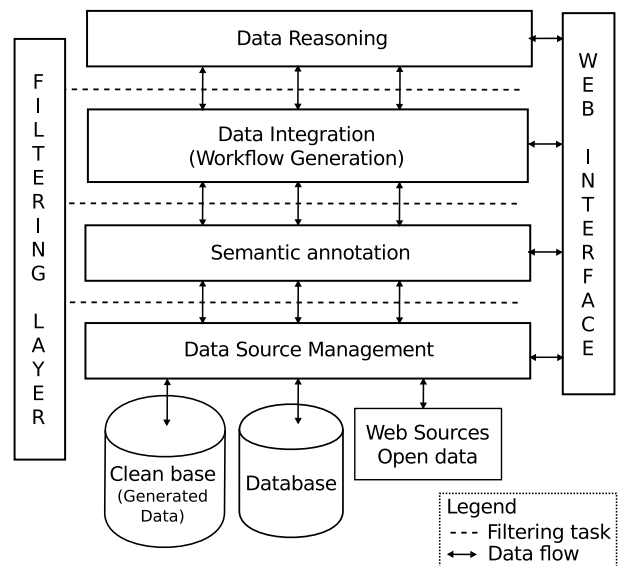 Data Reasoning
FILTERING LAYER
WEB INTERFACE
Data Integration
(Workflow Generation)
Semantic annotation
Data Source Management
Clean base
(Generated
Data)
Database
Web Sources
Open data
Legend
Filtering task
Data flow